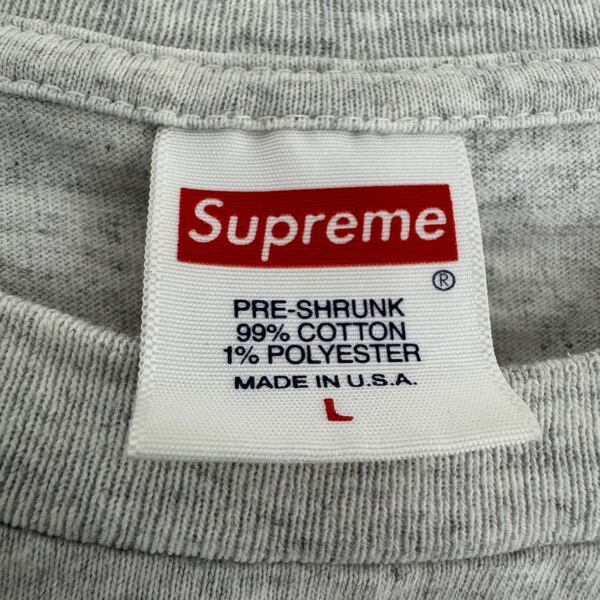 Supreme
®
PRE-SHRUNK
99% COTTON
1% POLYESTER
MADE IN U.S.A.
L